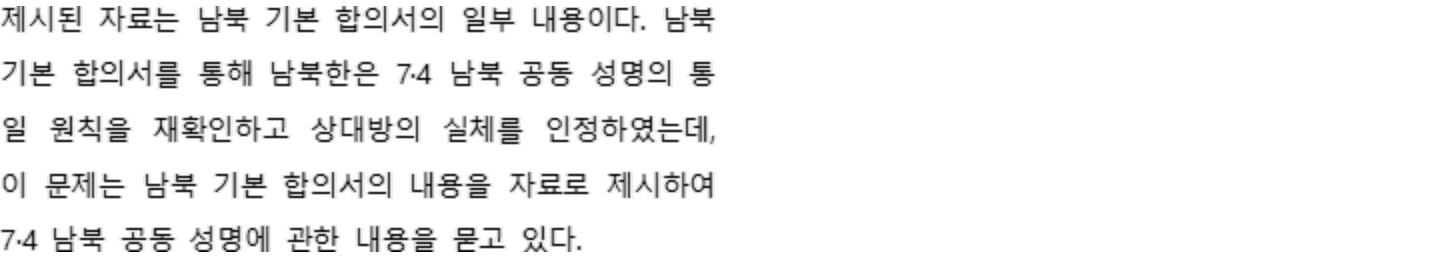 제시된 자료는 남북 기본 합의서의 일부 내용이다. 남북
기본 합의서를 통해 남북한은 7·4 남북 공동 성명의 통
일 원칙을 재확인하고 상대방의 실체를 인정하였는데,
이 문제는 남북 기본 합의서의 내용을 자료로 제시하여
7·4 남북 공동 성명에 관한 내용을 묻고 있다.